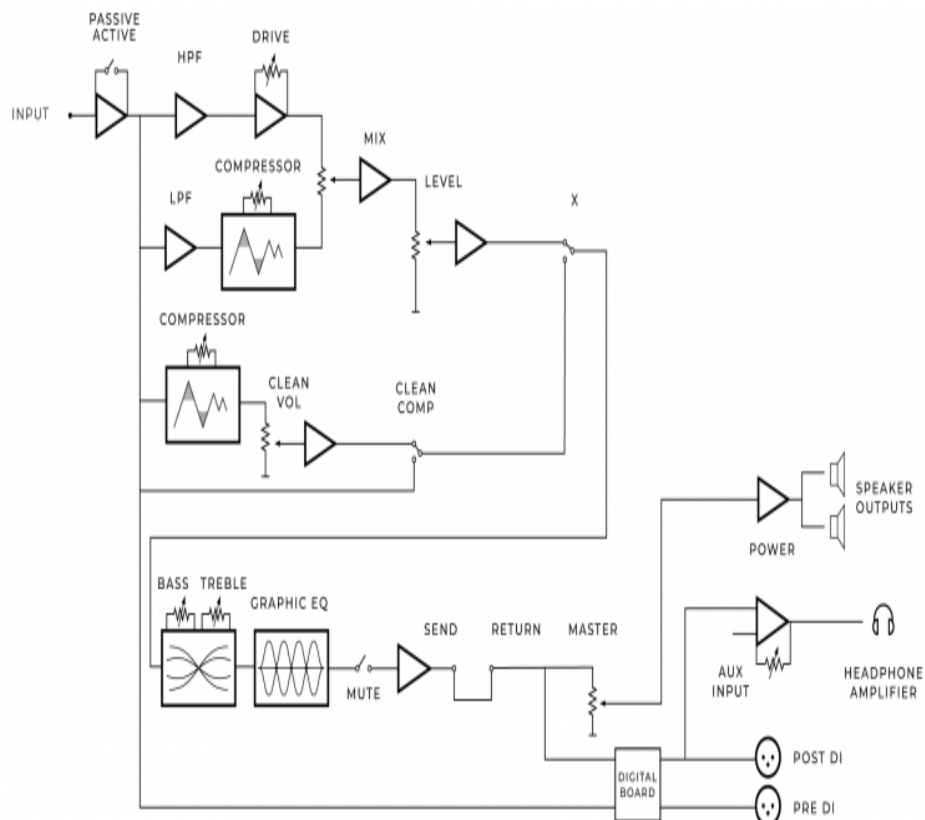 PASSIVE
ACTIVE
HPF
DRIVE
INPUT
MIX
COMPRESSOR
LEVEL
LPF
X
COMPRESSOR
CLEAN
VOL
CLEAN
COMP
SPEAKER
OUTPUTS
POWER
BASS TREBLE
GRAPHIC EQ
SEND
RETURN
MASTER
MUTE
AUX
INPUT
HEADPHONE
AMPLIFIER
DIGITAL
BOARD
POST DI
PRE DI